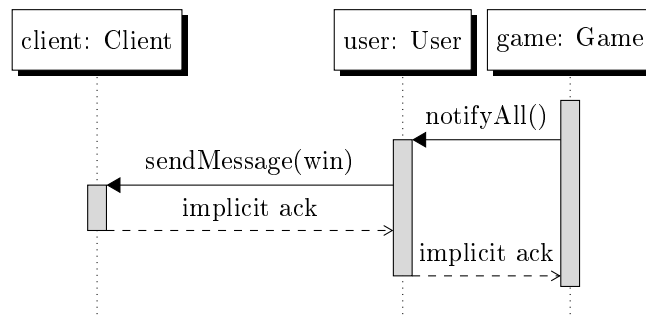 client: Client
user: User
game: Game
notifyAll()
sendMessage(win)
implicit ack
implicit ack